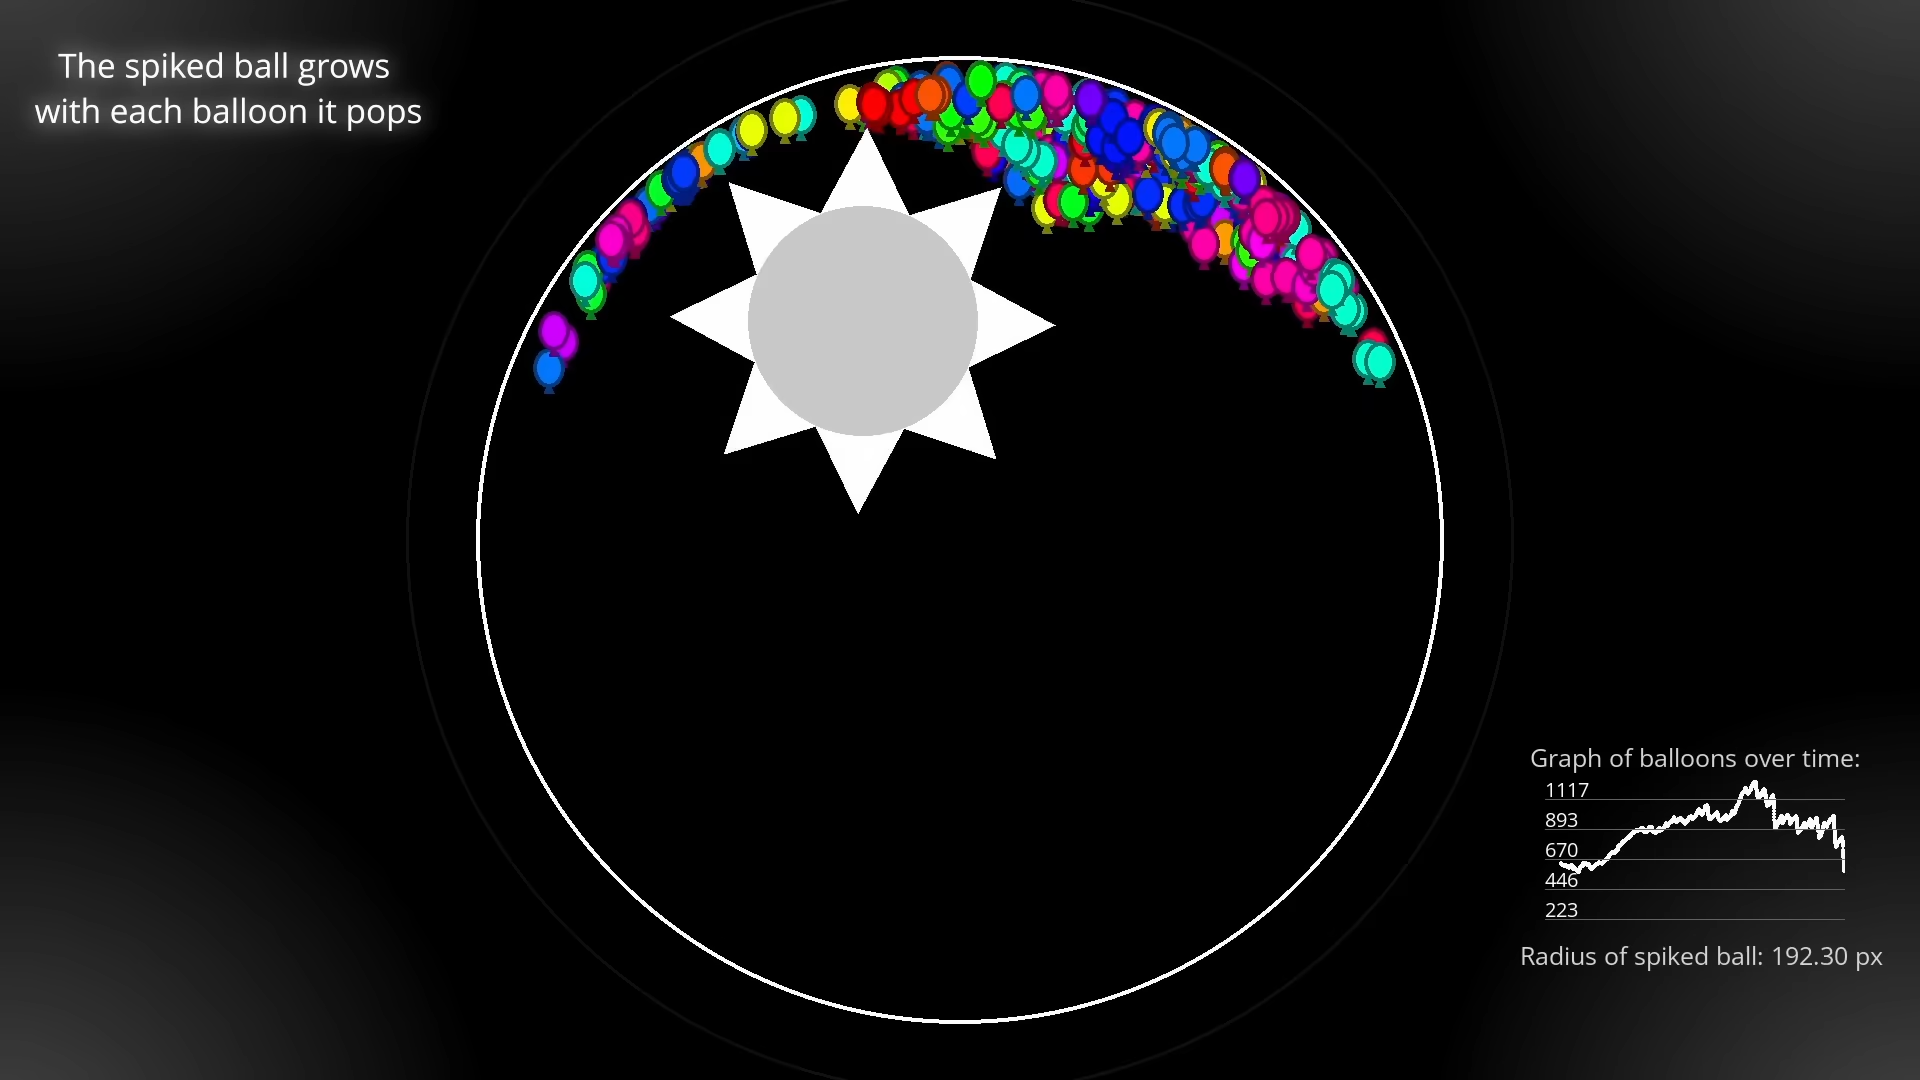 The spiked ball grows
with each balloon it pops
Graph of balloons over time:
1117
893
670
446
223
Radius of spiked ball: 192.30 px